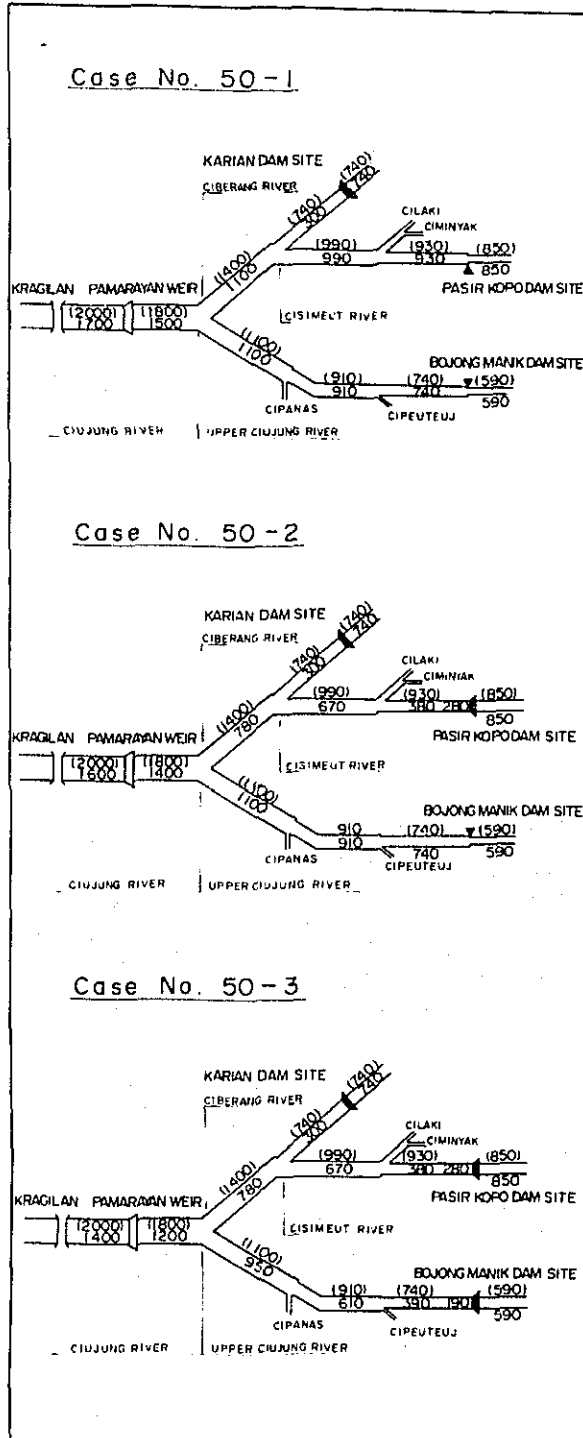 Case No. 50-1
KARIAN DAM SITE
(740)
740
CIBERANG RIVER
(740)
300
CILAKI
CIMINYAK
(990)
(930)
(850)
990
930
850
(1400)
1100
PASIR KOPO DAM SITE
KRAGILAN
PAMARAYAN WEIR
(2000)
(1800)
1700
1500
CISIMEUT RIVER
(1100)
1100
BOJONG MANIK DAM SITE
(910)
(740)
(590)
910
740
590
CIPANAS
CIPEUTEUJ
CIUJUNG RIVER
UPPER CIUJUNG RIVER
Case No. 50-2
KARIAN DAM SITE
(740)
740
CIBERANG RIVER
(740)
300
CILAKI
CIMINIAK
(990)
(930)
(850)
670
380
280
850
(1400)
780
PASIR KOPO DAM SITE
KRAGILAN
PAMARAYAN WEIR
(2000)
(1800)
1600
1400
CISIMEUT RIVER
(1100)
1100
BOJONG MANIK DAM SITE
910
(740)
(590)
910
740
590
CIPANAS
CIPEUTEUJ
CIUJUNG RIVER
UPPER CIUJUNG RIVER
Case No. 50-3
KARIAN DAM SITE
(740)
740
CIBERANG RIVER
(740)
300
CILAKI
CIMINYAK
(990)
(930)
(850)
670
380
280
850
(1400)
780
PASIR KOPO DAM SITE
KRAGILAN
PAMARAYAN WEIR
(2000)
(1800)
1400
1200
CISIMEUT RIVER
(1100)
950
BOJONG MANIK DAM SITE
(910)
(740)
(590)
610
390
190
590
CIPANAS
CIPEUTEUJ
CIUJUNG RIVER
UPPER CIUJUNG RIVER